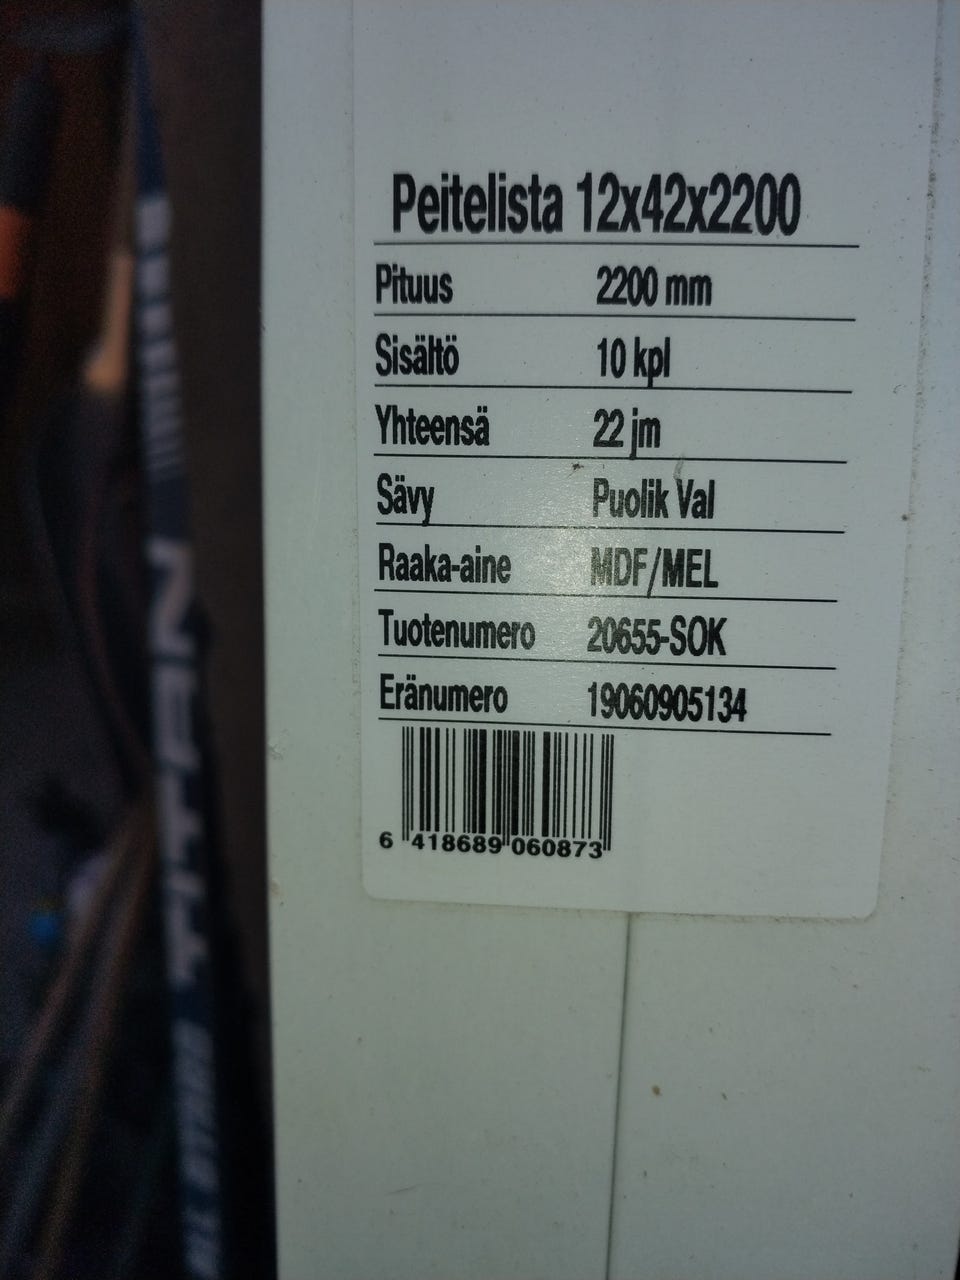 Peitelista 12x42x2200
Pituus 2200 mm
Sisältö 10 kpl
Yhteensä 22 jm
Sävy Puolik Val
Raaka-aine MDF/MEL
Tuotenumero 20655-SOK
Eränumero 19060905134
6 418689 060873
TITAN